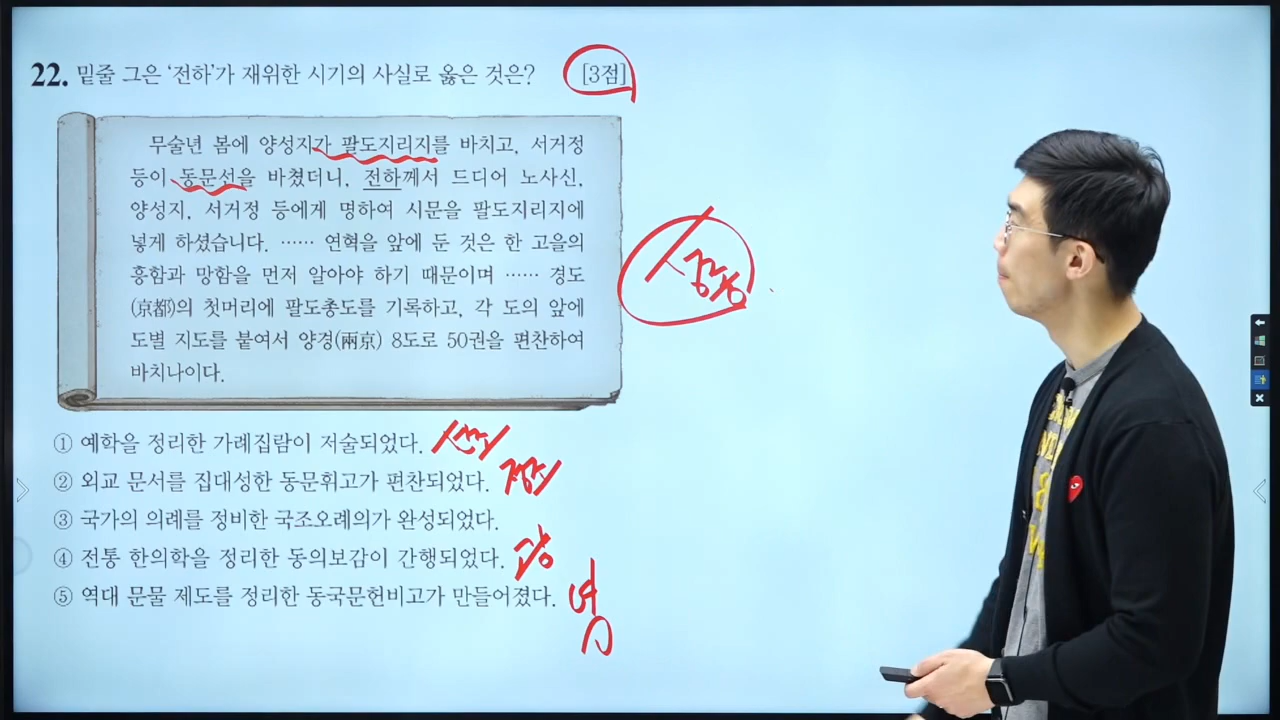 22. 밑줄 그은 ‘전하’가 재위한 시기의 사실로 옳은 것은? [3점]
무술년 봄에 양성지가 팔도지리지를 바치고, 서거정
등이 동문선을 바쳤더니, 전하께서 드디어 노사신,
양성지, 서거정 등에게 명하여 시문을 팔도지리지에
넣게 하셨습니다. …… 연혁을 앞에 둔 것은 한 고을의
흥함과 망함을 먼저 알아야 하기 때문이며 …… 경도
(京都)의 첫머리에 팔도총도를 기록하고, 각 도의 앞에
도별 지도를 붙여서 양경(兩京) 8도로 50권을 편찬하여
바치나이다.
성종
① 예학을 정리한 가례집람이 저술되었다. 선조
② 외교 문서를 집대성한 동문휘고가 편찬되었다. 정조
③ 국가의 의례를 정비한 국조오례의가 완성되었다.
④ 전통 한의학을 정리한 동의보감이 간행되었다. 광
⑤ 역대 문물 제도를 정리한 동국문헌비고가 만들어졌다. 영